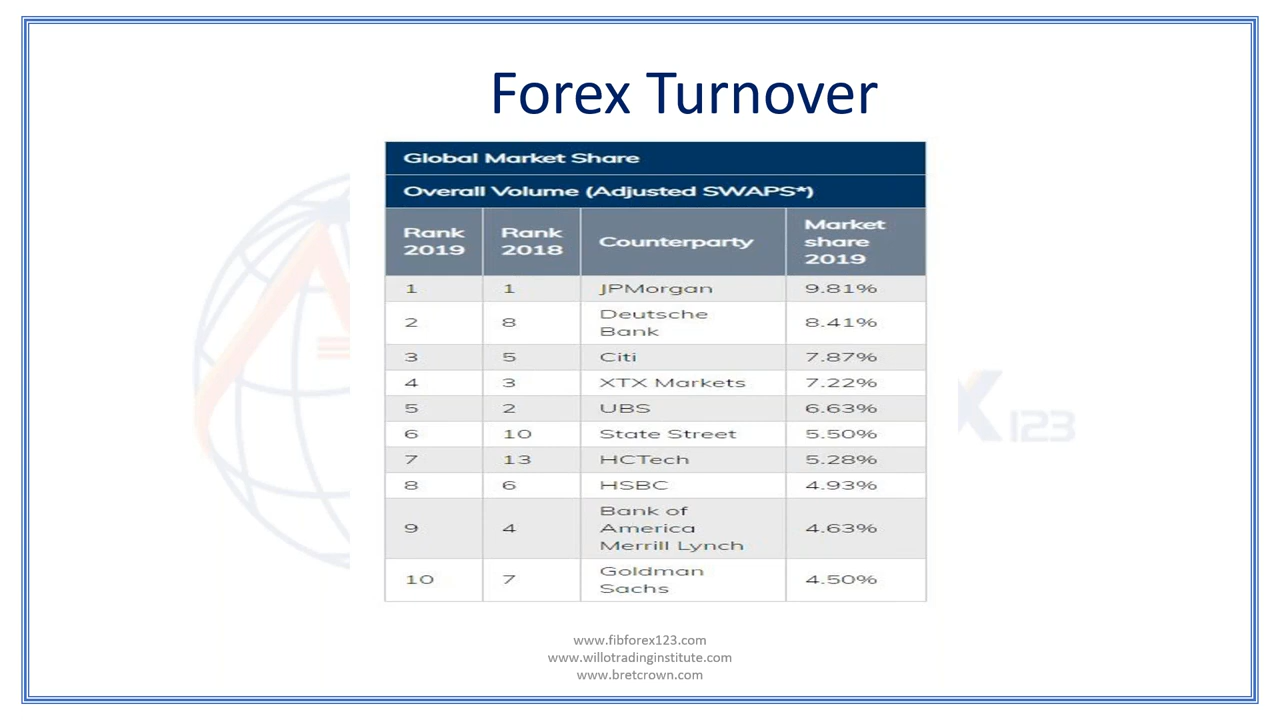 Forex Turnover
Global Market Share
Overall Volume (Adjusted SWAPS*)
Rank 2019 Rank 2018 Counterparty Market share 2019
1 1 JPMorgan 9.81%
2 8 Deutsche Bank 8.41%
3 5 Citi 7.87%
4 3 XTX Markets 7.22%
5 2 UBS 6.63%
6 10 State Street 5.50%
7 13 HCTech 5.28%
8 6 HSBC 4.93%
9 4 Bank of America Merrill Lynch 4.63%
10 7 Goldman Sachs 4.50%
K 123
www.fibforex123.com
www.willotradinginstitute.com
www.bretcrown.com